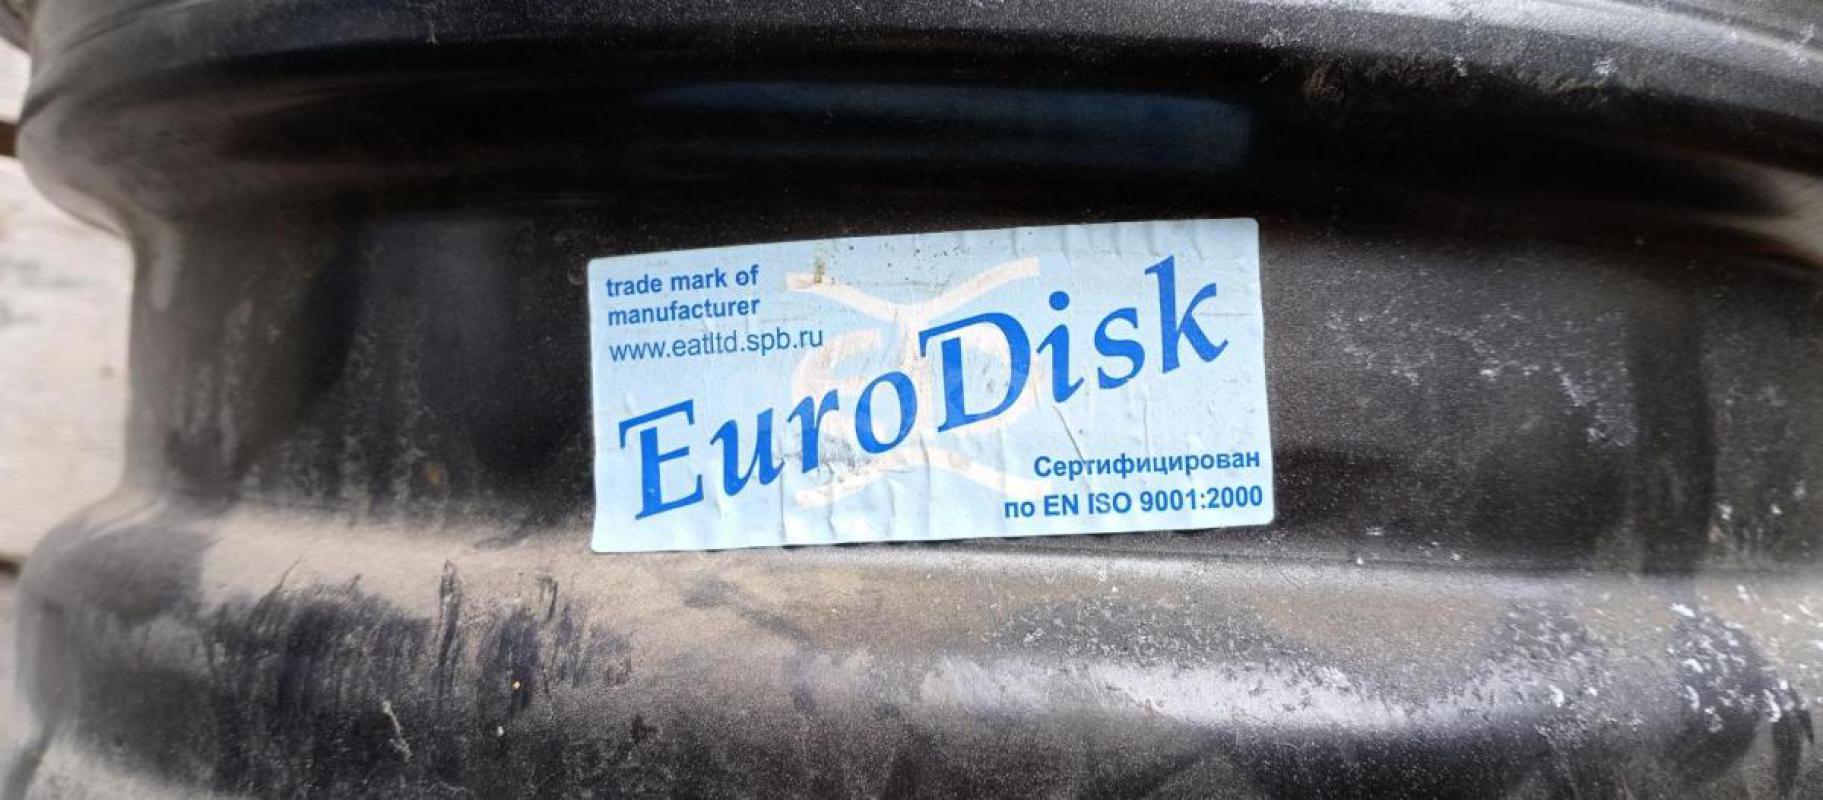 trade mark of
manufacturer
www.eatltd.spb.ru
EuroDisk
Сертифицирован
по EN ISO 9001:2000